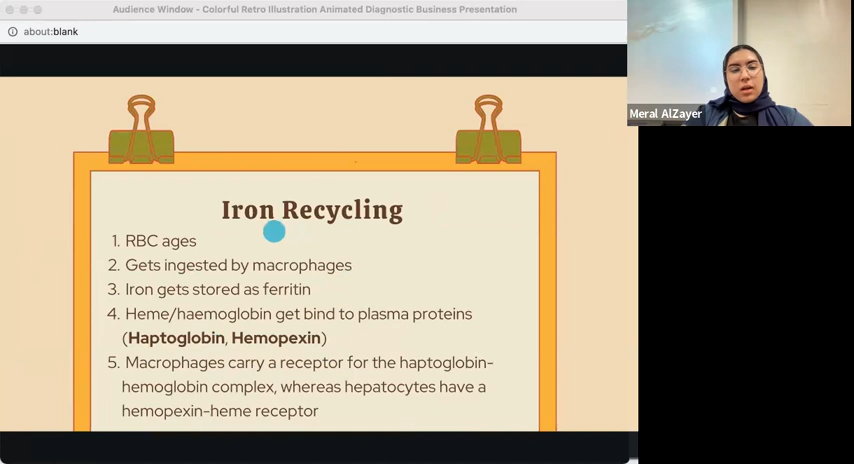 Audience Window - Colorful Retro Illustration Animated Diagnostic Business Presentation
about:blank
Meral AlZayer
Iron Recycling
1. RBC ages
2. Gets ingested by macrophages
3. Iron gets stored as ferritin
4. Heme/haemoglobin get bind to plasma proteins
(Haptoglobin, Hemopexin)
5. Macrophages carry a receptor for the haptoglobin-
hemoglobin complex, whereas hepatocytes have a
hemopexin-heme receptor